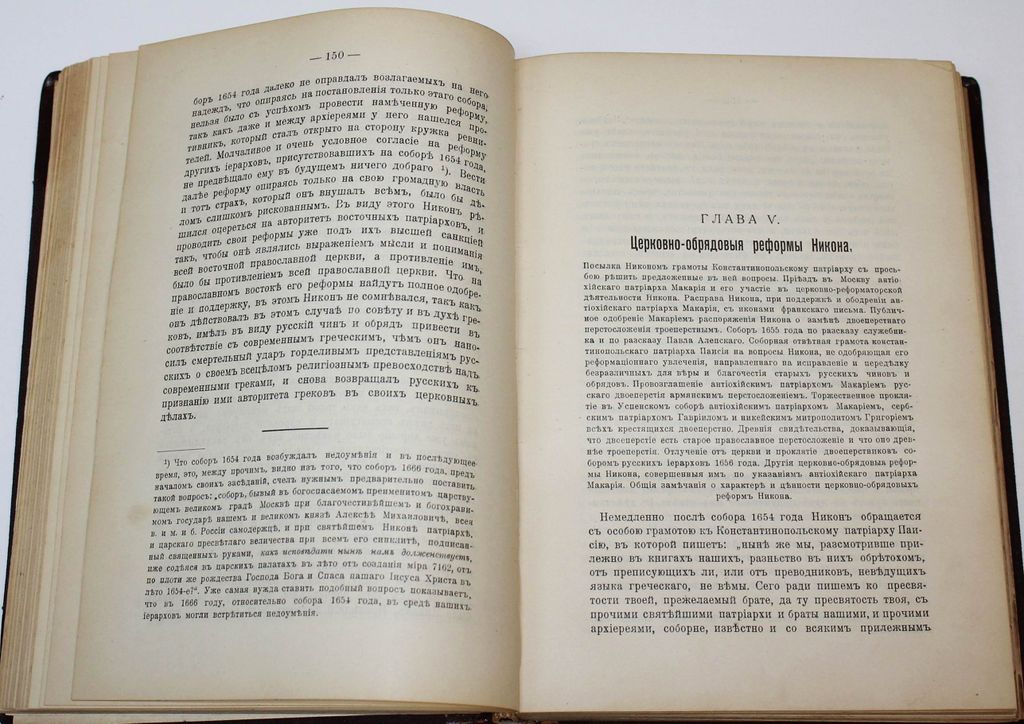 — 150 —
боръ 1654 года далеко не оправдалъ возлагаемыхъ на него
надеждъ, что опираясь на постановленія только этаго собора,
нельзя было съ успѣхомъ провести намѣченную реформу,
такъ какъ даже и между архіереями у него нашелся про-
тивникъ, который сталъ открыто на сторону кружка ревни-
телей. Молчаливое и очень условное согласіе на реформу
другихъ іерарховъ, присутствовавшихъ на соборѣ 1654 года,
не предвѣщало ему въ будущемъ ничего добраго ¹). Вести
далѣе реформу опираясь только на свою громадную власть
и тотъ страхъ, который онъ внушалъ всѣмъ, было бы дѣ-
ломъ слишкомъ рискованнымъ. Въ виду этого Никонъ рѣ-
шился опереться на авторитетъ восточныхъ патріарховъ, и
проводить свои реформы уже подъ ихъ высшей санкціей
такъ, чтобы онѣ являлись выраженіемъ мысли и пониманія
всей восточной православной церкви, а противленіе имъ,
было бы противленіемъ всей православной церкви. Что на
православномъ востокѣ его реформы найдутъ полное одобре-
ніе и поддержку, въ этомъ Никонъ не сомнѣвался, такъ какъ
онъ дѣйствовалъ въ этомъ случаѣ по совѣту и въ духѣ гре-
ковъ, имѣлъ въ виду русскій чинъ и обрядъ привести въ
соотвѣтствіе съ современнымъ греческимъ, чѣмъ онъ нано-
силъ смертельный ударъ горделивымъ представленіямъ рус-
скихъ о своемъ всецѣломъ религіозномъ превосходствѣ надъ
современными греками, и снова возвращалъ русскихъ къ
признанію ими авторитета грековъ въ своихъ церковныхъ
дѣлахъ.
¹) Что соборъ 1654 года возбуждалъ недоумѣнія и въ послѣдующее
время, это, между прочимъ, видно изъ того, что соборъ 1666 года, предъ
началомъ своихъ засѣданій, счелъ нужнымъ предварительно поставить
такой вопросъ: „соборъ, бывый въ богоспасаемомъ преименитомъ царству-
ющемъ великомъ градѣ Москвѣ при благочестивѣйшемъ и богохрани-
момъ государѣ нашемъ и великомъ князѣ Алексѣѣ Михаиловичѣ, всея
в. и м. и б. Россіи самодержцѣ, и при святѣйшемъ Никонѣ патріархѣ,
и царскаго пресвѣтлаго величества при всемъ его синклитѣ, подписан-
ный священныхъ руками, какъ исповѣдати нынѣ намъ долженствуетъ,
иже содѣяся въ царскихъ палатахъ въ лѣто отъ созданія міра 7162, отъ
по плоти же рождества Господа Бога и Спаса нашаго Іисуса Христа въ
лѣто 1654-е?“ Уже самая нужда ставить подобный вопросъ показываетъ,
что въ 1666 году, относительно собора 1654 года, въ средѣ нашихъ
іерарховъ могли встрѣтиться недоумѣнія.
ГЛАВА V.
Церковно-обрядовыя реформы Никона.
Посылка Никономъ грамоты Константинопольскому патріарху съ прось-
бою рѣшить предложенные въ ней вопросы. Пріѣздъ въ Москву антіо-
хійскаго патріарха Макарія и его участіе въ церковно-реформаторской
дѣятельности Никона. Расправа Никона, при поддержкѣ и ободреніи ан-
тіохійскаго патріарха Макарія, съ иконами франкскаго письма. Публич-
ное одобреніе Макаріемъ распоряженія Никона о замѣнѣ двоеперстнаго
перстосложенія троеперстнымъ. Соборъ 1655 года по разсказу служебни-
ка и по разсказу Павла Алепскаго. Соборная отвѣтная грамота констан-
тинопольскаго патріарха Паисія на вопросы Никона, не одобряющая его
реформаціоннаго увлеченія, направленнаго на исправленіе и передѣлку
безразличныхъ для вѣры и благочестія старыхъ русскихъ чиновъ и
обрядовъ. Провозглашеніе антіохійскимъ патріархомъ Макаріемъ рус-
скаго двоеперстія армянскимъ перстосложеніемъ. Торжественное прокля-
тіе въ Успенскомъ соборѣ антіохійскимъ патріархомъ Макаріемъ, серб-
скимъ патріархомъ Гавріиломъ и никейскимъ митрополитомъ Григоріемъ
всѣхъ крестящихся двоеперстно. Древнія свидѣтельства, доказывающія,
что двоеперстіе есть старое православное перстосложеніе и что оно древ-
нѣе троеперстія. Отлученіе отъ церкви и проклятіе двоеперстниковъ со-
боромъ русскихъ іерарховъ 1656 года. Другія церковно-обрядовыя рефор-
мы Никона, совершенныя имъ по указаніямъ антіохійскаго патріарха
Макарія. Общія замѣчанія о характерѣ и цѣнности церковно-обрядовыхъ
реформъ Никона.
Немедленно послѣ собора 1654 года Никонъ обращается
съ особою грамотою къ Константинопольскому патріарху Паи-
сію, въ которой пишетъ: „нынѣ же мы, разсмотривше при-
лежно въ книгахъ нашихъ, разньство въ нихъ обрѣтохомъ,
отъ преписующихъ ли, или отъ преводниковъ, невѣдущихъ
языка греческаго, не вѣмы. Сего ради пишемъ ко пресвя-
тости твоей, прежелаемый брате, да ту пресвятость твоя, съ
прочими святѣйшими патріархи и браты нашими, и прочими
архіереями, соборне, извѣстно и со всякимъ прилежнымъ